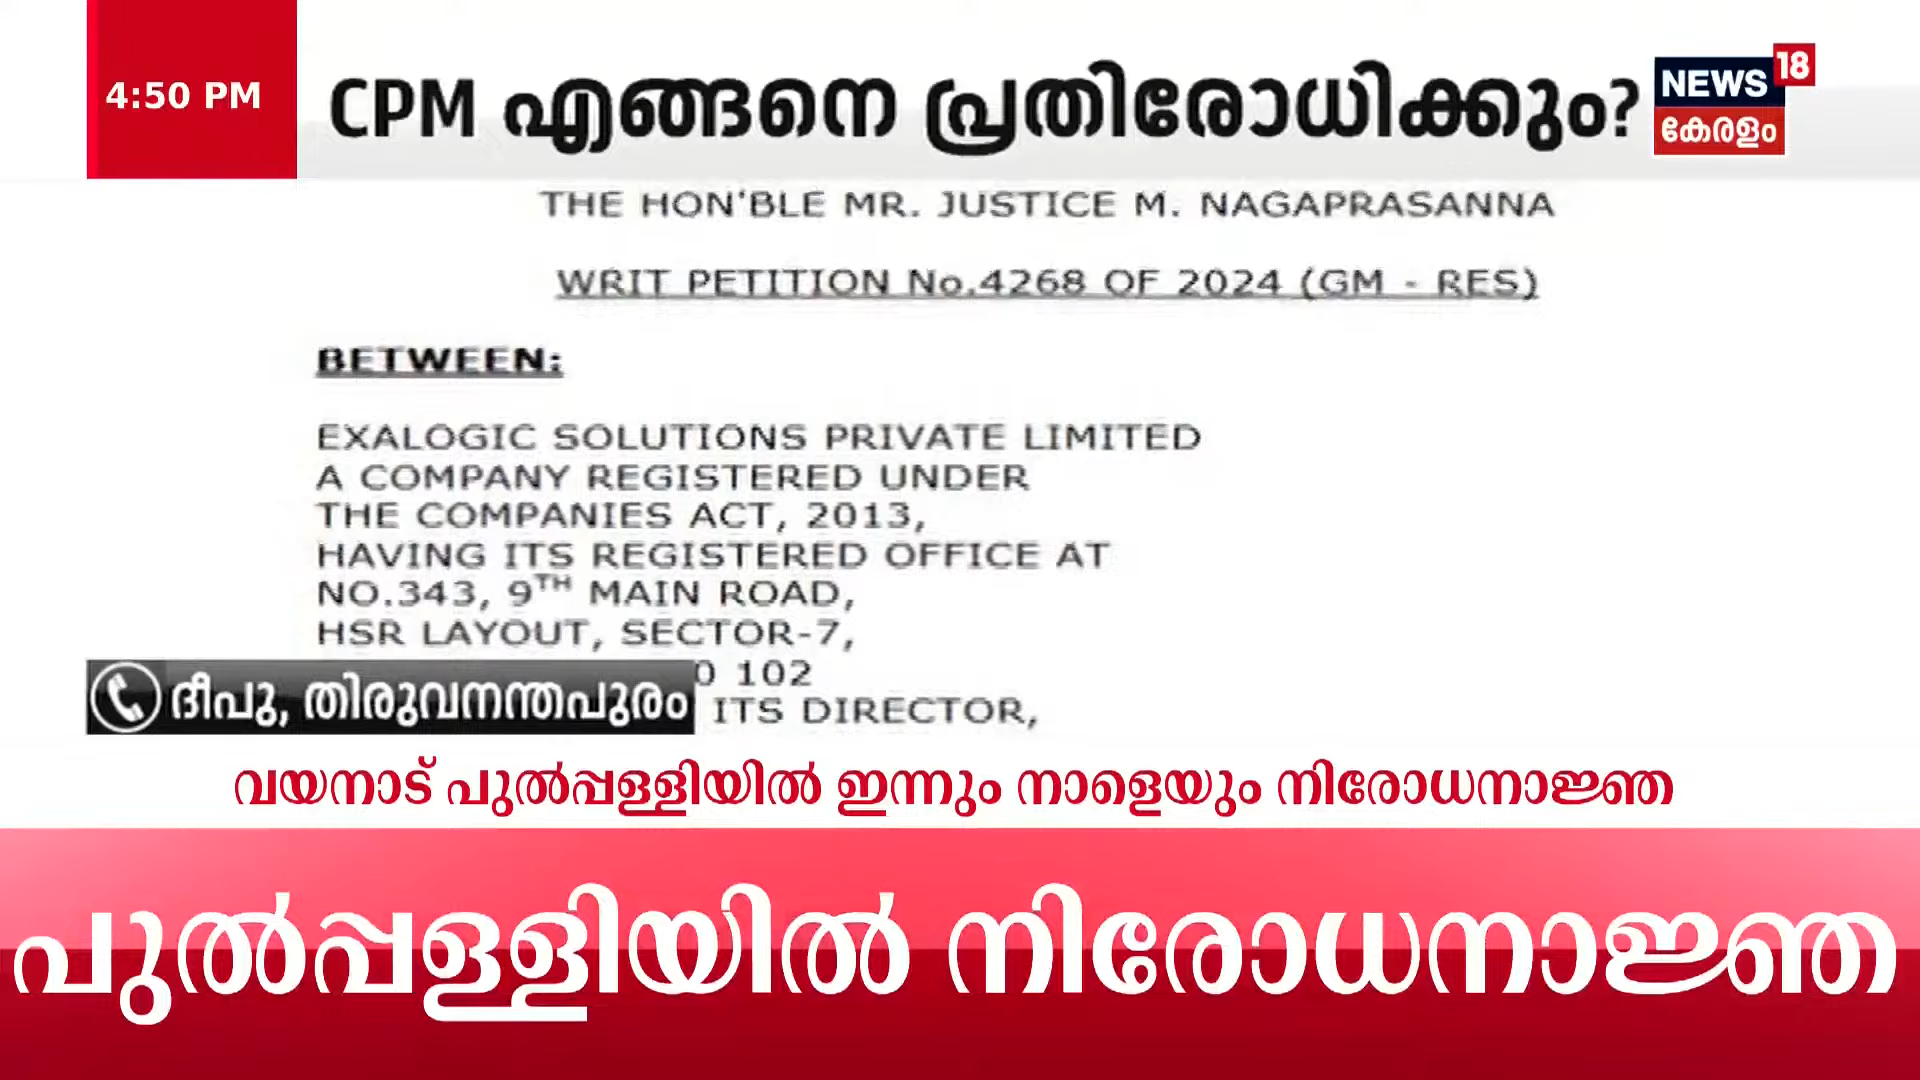 4:50 PM
CPM എങ്ങനെ പ്രതിരോധിക്കും?
NEWS 18
കേരളം
THE HON'BLE MR. JUSTICE M. NAGAPRASANNA
WRIT PETITION No.4268 OF 2024 (GM - RES)
BETWEEN:
EXALOGIC SOLUTIONS PRIVATE LIMITED
A COMPANY REGISTERED UNDER
THE COMPANIES ACT, 2013,
HAVING ITS REGISTERED OFFICE AT
NO.343, 9TH MAIN ROAD,
HSR LAYOUT, SECTOR-7,
102
ITS DIRECTOR,
ദീപു, തിരുവനന്തപുരം
വയനാട് പുൽപ്പള്ളിയിൽ ഇന്നും നാളെയും നിരോധനാജ്ഞ
പുൽപ്പള്ളിയിൽ നിരോധനാജ്ഞ